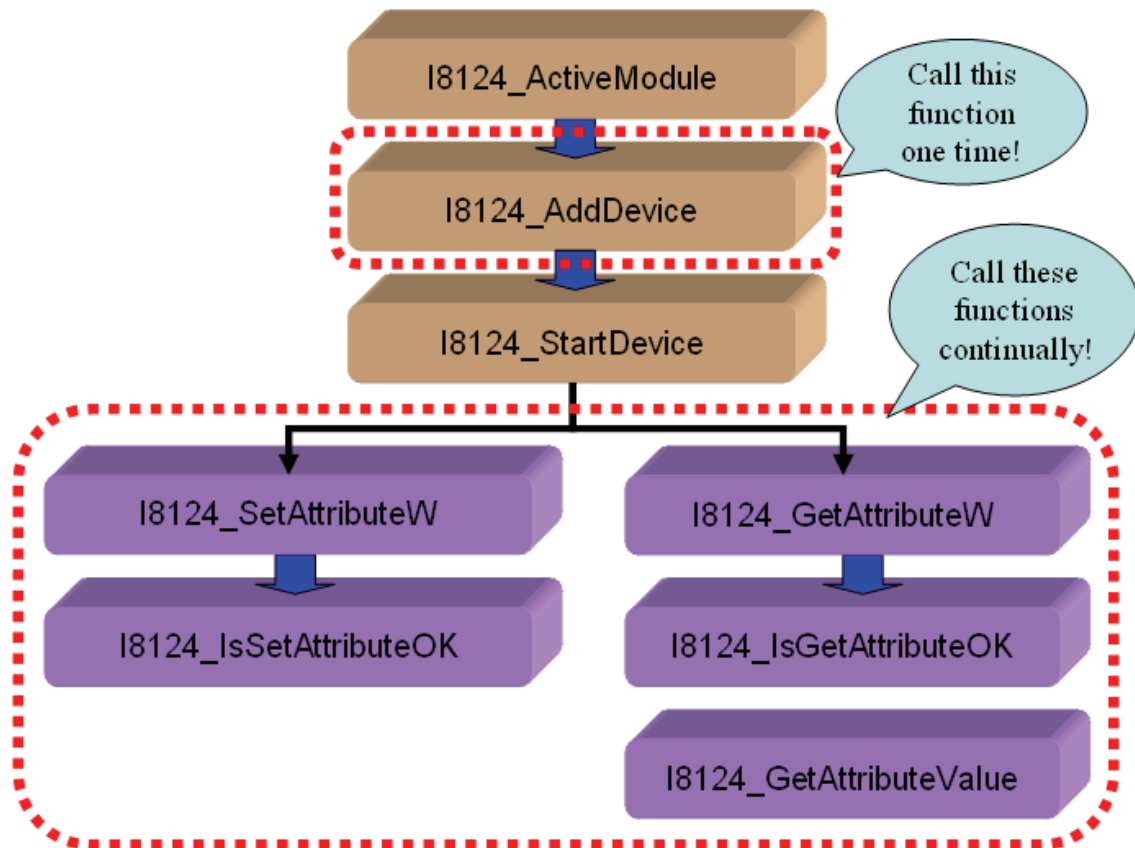 I8124_ActiveModule
Call this
function
one time!
I8124_AddDevice
Call these
functions
continually!
I8124_StartDevice
I8124_SetAttributeW
I8124_GetAttributeW
I8124_IsSetAttributeOK
I8124_IsGetAttributeOK
I8124_GetAttributeValue